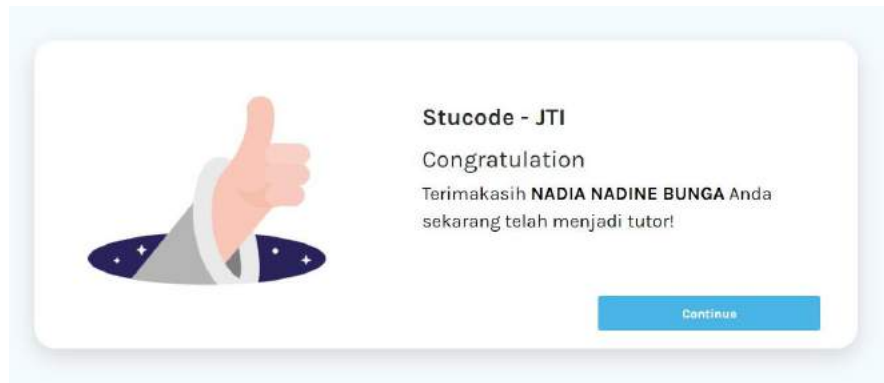 Stucode - JTI
Congratulation
Terimakasih NADIA NADINE BUNGA Anda
sekarang telah menjadi tutor!
Continue